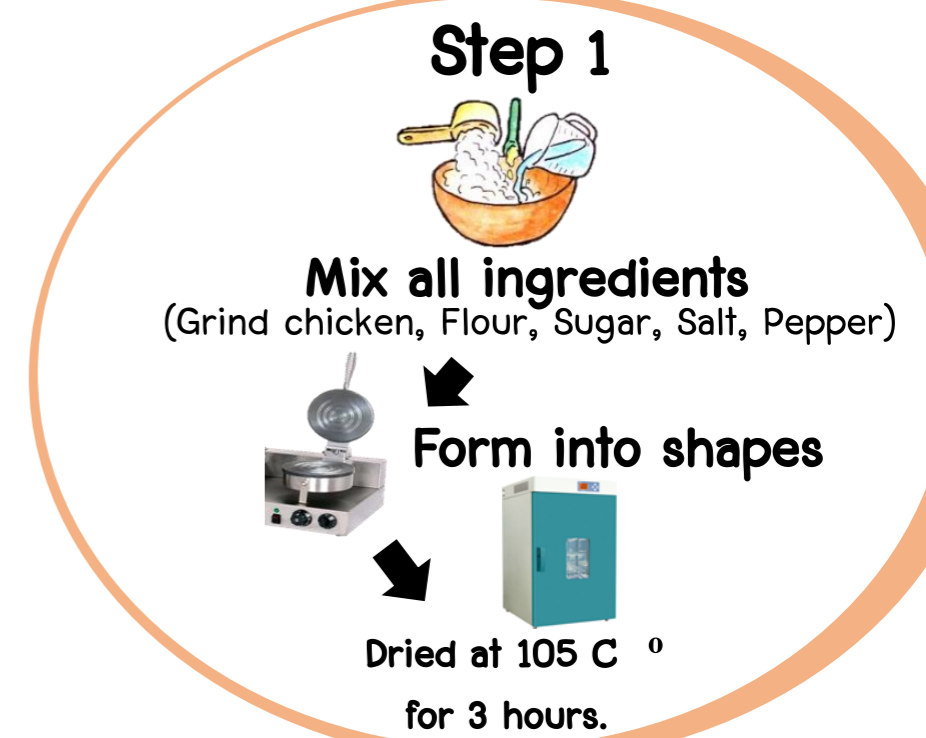 Step 1
Mix all ingredients
(Grind chicken, Flour, Sugar, Salt, Pepper)
Form into shapes
Dried at 105 C ⁰
for 3 hours.